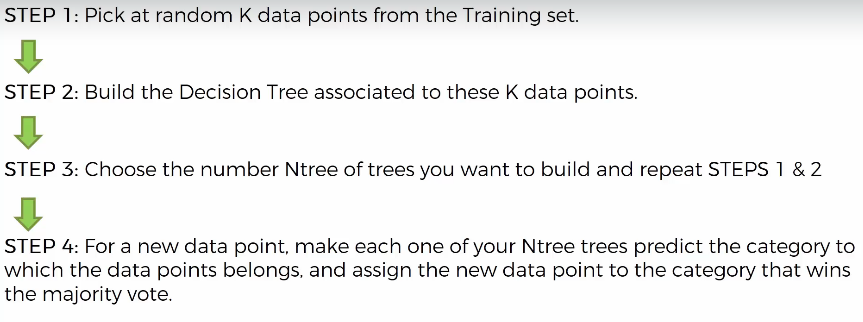 STEP 1: Pick at random K data points from the Training set.
STEP 2: Build the Decision Tree associated to these K data points.
STEP 3: Choose the number Ntree of trees you want to build and repeat STEPS 1 & 2
STEP 4: For a new data point, make each one of your Ntree trees predict the category to
which the data points belongs, and assign the new data point to the category that wins
the majority vote.